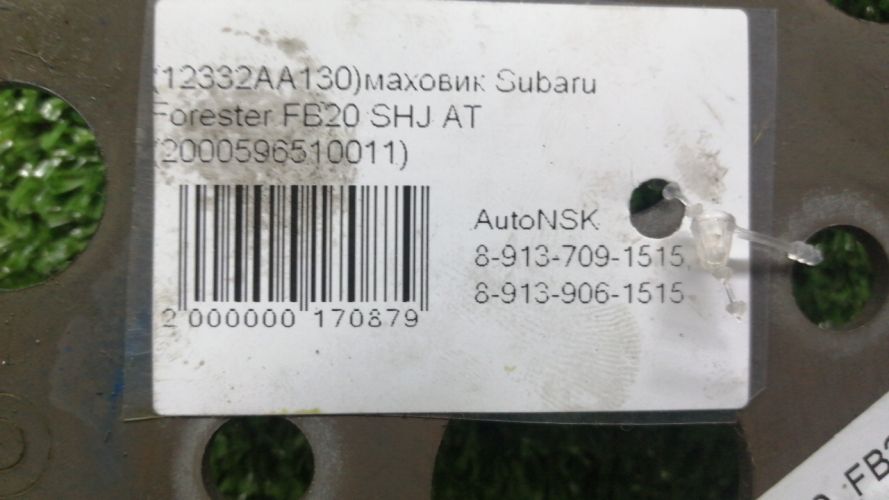 (12332AA130)маховик Subaru
Forester FB20 SHJ AT
(2000596510011)
AutoNSK
8-913-709-1515,
8-913-906-1515
2 000000 170879